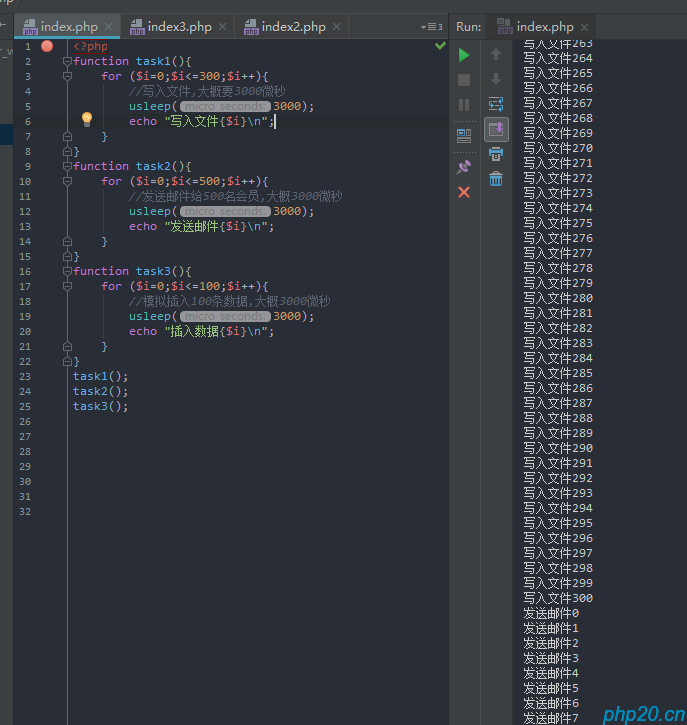 index.php
index3.php
index2.php
3
Run:
index.php
1 <?php
2 function task1(){
3 for ($i=0;$i<=300;$i++){
4 //写入文件,大概要3000微秒
5 usleep( micro_seconds: 3000);
6 echo "写入文件{$i}\n";
7 }
8 }
9 function task2(){
10 for ($i=0;$i<=500;$i++){
11 //发送邮件给500名会员,大概3000微秒
12 usleep( micro_seconds: 3000);
13 echo "发送邮件{$i}\n";
14 }
15 }
16 function task3(){
17 for ($i=0;$i<=100;$i++){
18 //模拟插入100条数据,大概3000微秒
19 usleep( micro_seconds: 3000);
20 echo "插入数据{$i}\n";
21 }
22 }
23 task1();
24 task2();
25 task3();
26
27
28
29
30
31
32
写入文件263
写入文件264
写入文件265
写入文件266
写入文件267
写入文件268
写入文件269
写入文件270
写入文件271
写入文件272
写入文件273
写入文件274
写入文件275
写入文件276
写入文件277
写入文件278
写入文件279
写入文件280
写入文件281
写入文件282
写入文件283
写入文件284
写入文件285
写入文件286
写入文件287
写入文件288
写入文件289
写入文件290
写入文件291
写入文件292
写入文件293
写入文件294
写入文件295
写入文件296
写入文件297
写入文件298
写入文件299
写入文件300
发送邮件0
发送邮件1
发送邮件2
发送邮件3
发送邮件4
发送邮件5
发送邮件6
发送邮件7
php20.cn